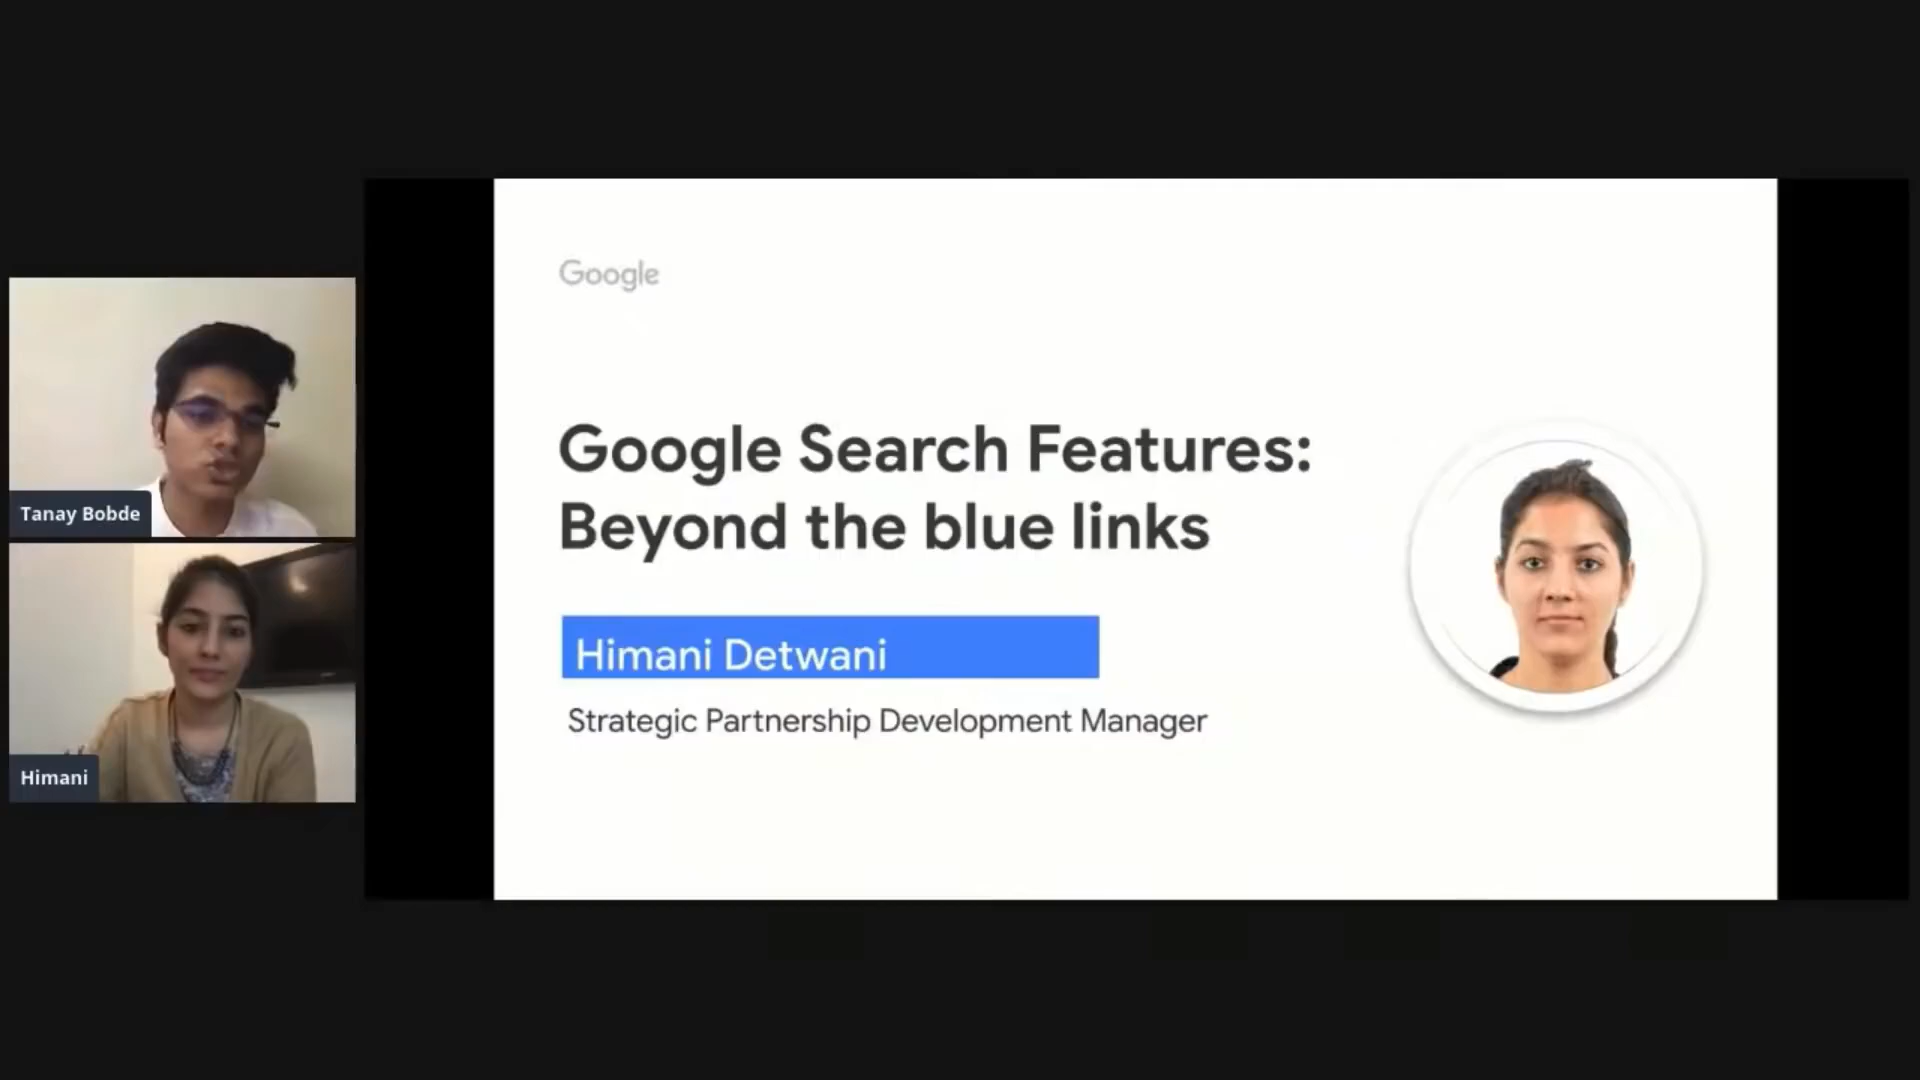 Tanay Bobde
Himani
Google
Google Search Features:
Beyond the blue links
Himani Detwani
Strategic Partnership Development Manager